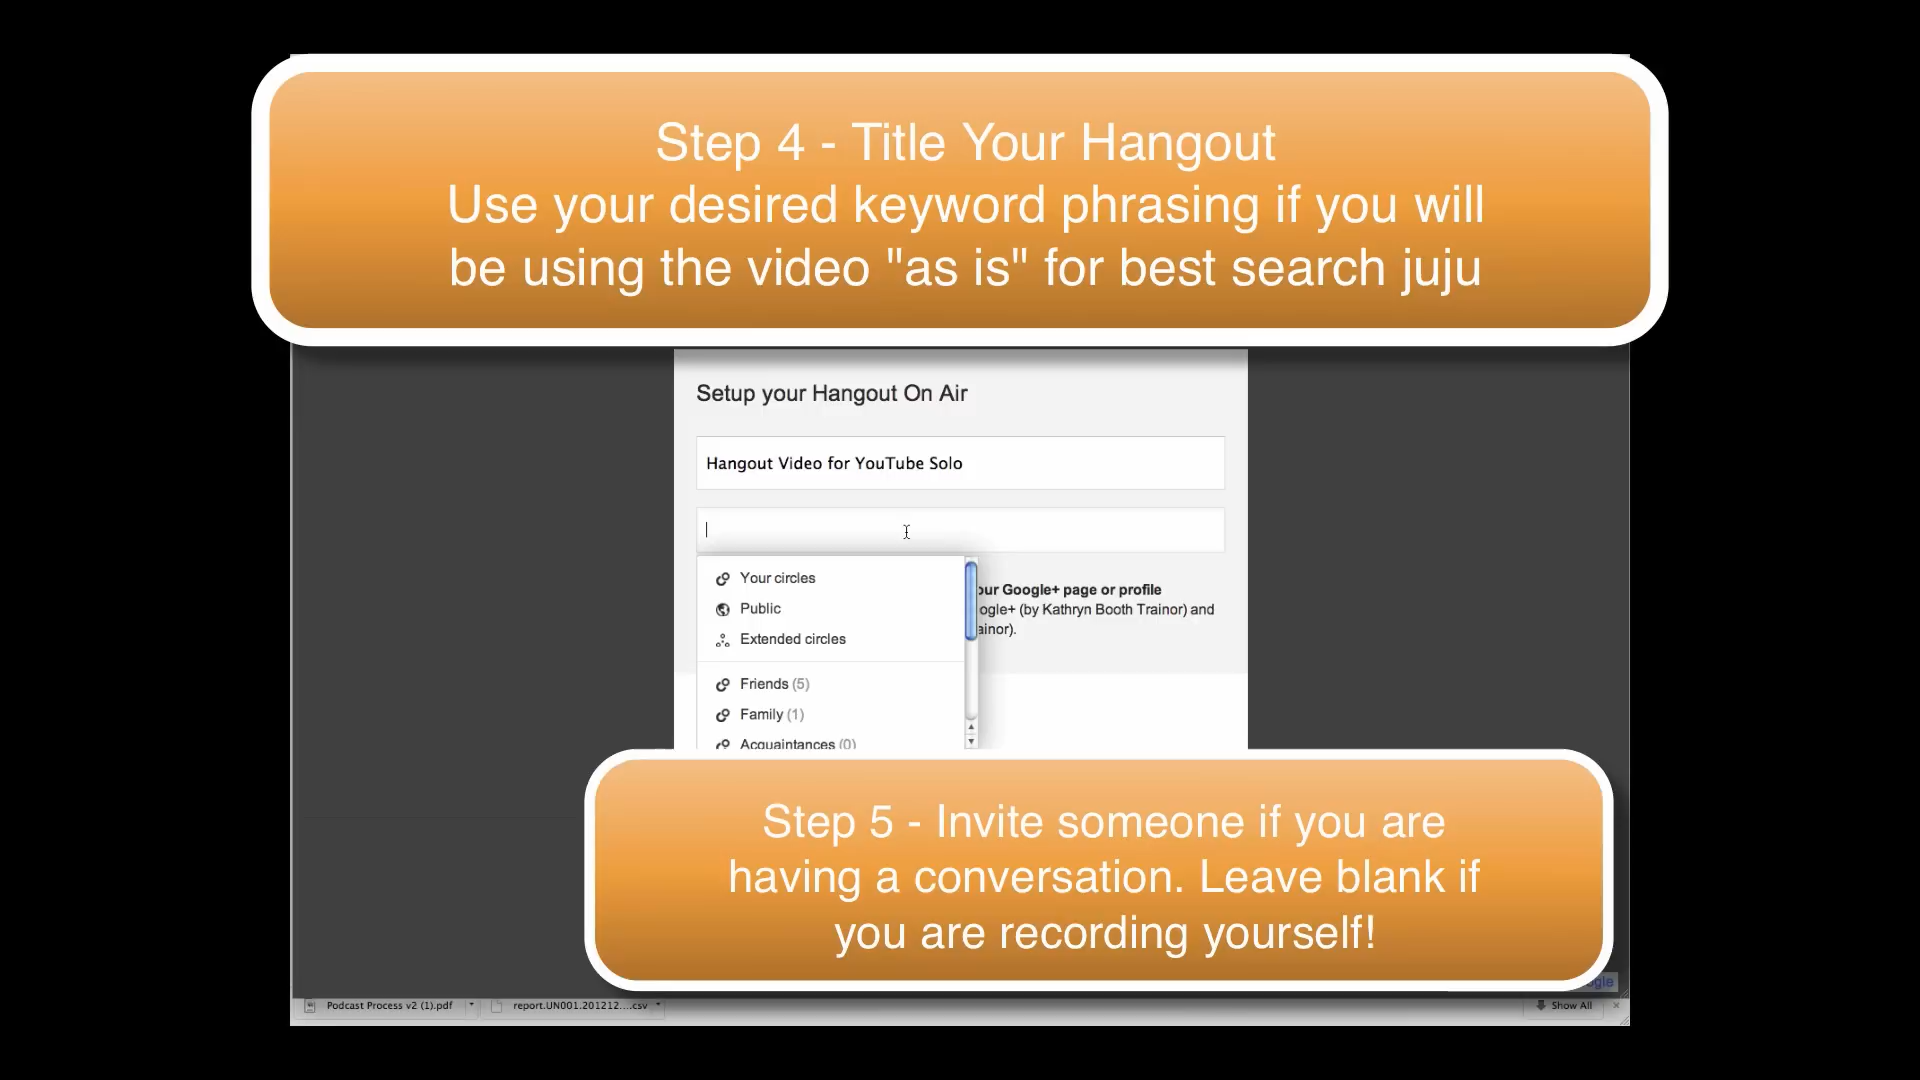 Step 4 - Title Your Hangout
Use your desired keyword phrasing if you will
be using the video "as is" for best search juju
Setup your Hangout On Air
Hangout Video for YouTube Solo
Your circles
Public
Extended circles
Friends (5)
Family (1)
Acquaintances (0)
Google+ page or profile
(by Kathryn Booth Trainor) and
Step 5 - Invite someone if you are
having a conversation. Leave blank if
you are recording yourself!
Podcast Process v2 (1).pdf
report.UN001.201212....csv
Show All